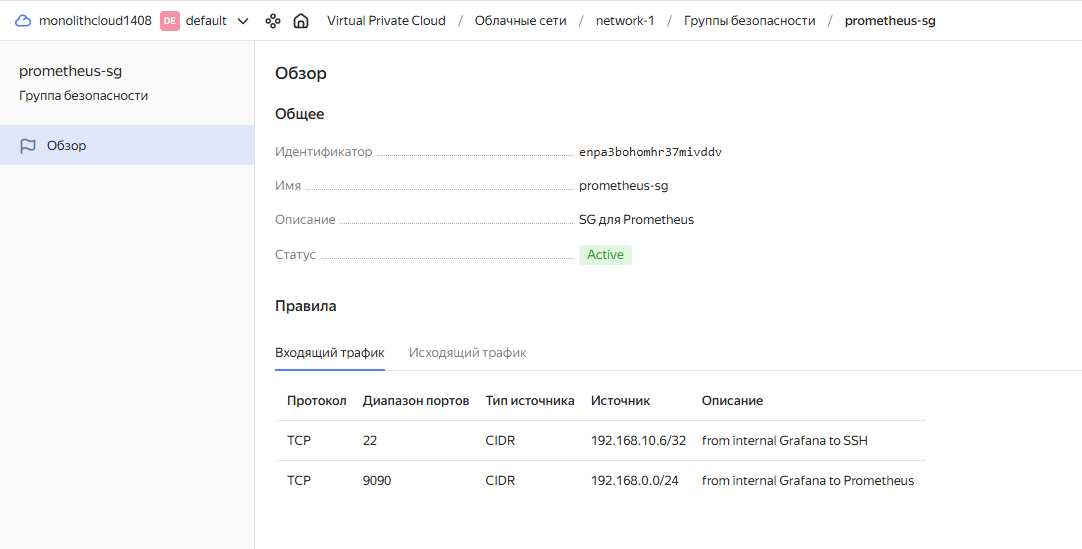 monolithcloud1408 DE default Virtual Private Cloud / Облачные сети / network-1 / Группы безопасности / prometheus-sg
prometheus-sg
Группа безопасности
Обзор
Обзор
Общее
Идентификатор enpa3bohomhr37mivddv
Имя prometheus-sg
Описание SG для Prometheus
Статус Active
Правила
Входящий трафик Исходящий трафик
Протокол Диапазон портов Тип источника Источник Описание
TCP 22 CIDR 192.168.10.6/32 from internal Grafana to SSH
TCP 9090 CIDR 192.168.0.0/24 from internal Grafana to Prometheus